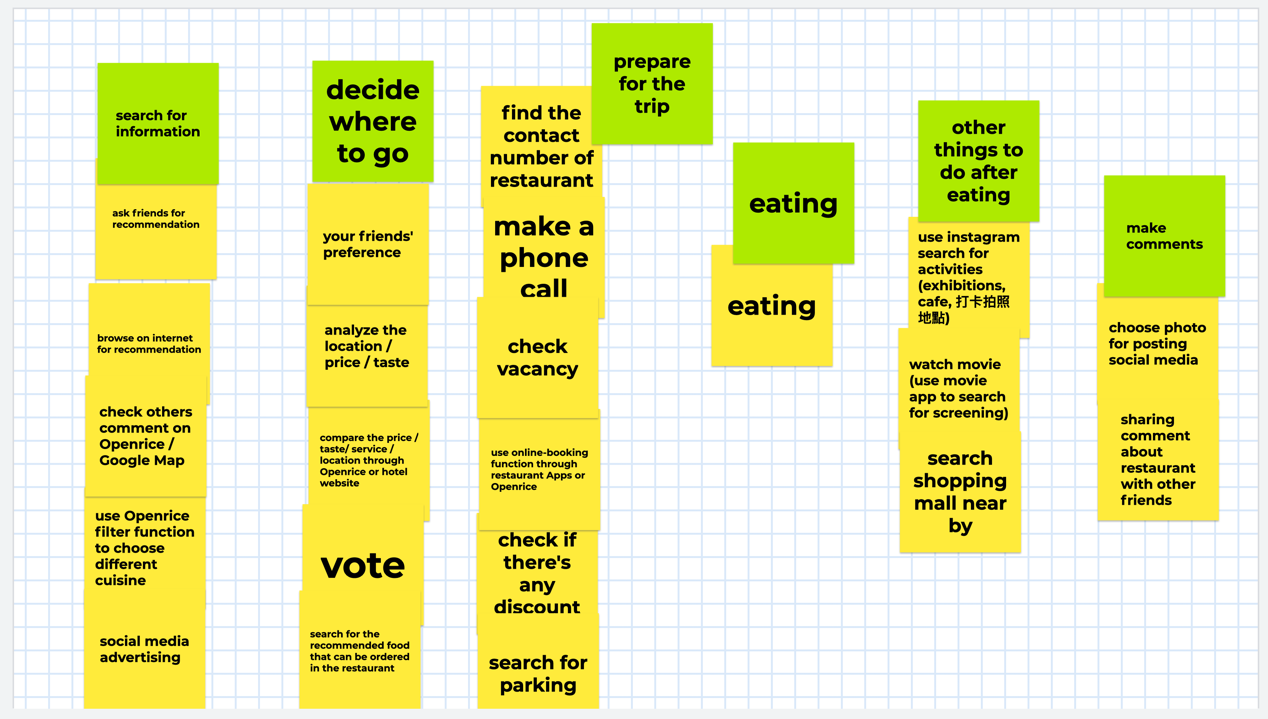 search for
information
ask friends for
recommendation
browse on internet
for recommendation
check others
comment on
Openrice /
Google Map
use Openrice
filter function
to choose
different
cuisine
social media
advertising
decide
where
to go
your friends'
preference
analyze the
location /
price / taste
compare the price /
taste/ service /
location through
Openrice or hotel
website
vote
search for the
recommended food
that can be ordered
in the restaurant
prepare
for the
trip
find the
contact
number of
restaurant
make a
phone
call
check
vacancy
use online-booking
function through
restaurant Apps or
Openrice
check if
there's
any
discount
search for
parking
eating
eating
other
things to
do after
eating
use instagram
search for
activities
(exhibitions,
cafe, 打卡拍照
地點)
watch movie
(use movie
app to search
for screening)
search
shopping
mall near
by
make
comments
choose photo
for posting
social media
sharing
comment
about
restaurant
with other
friends